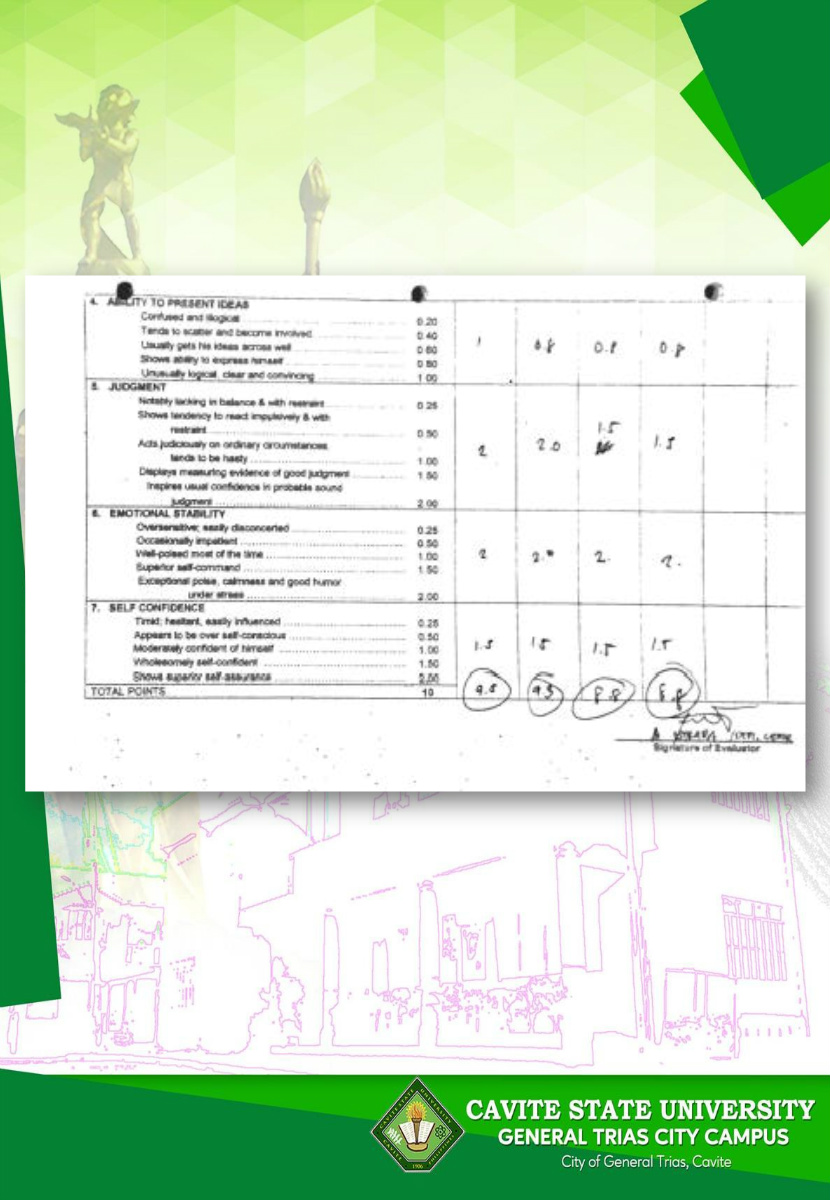 4. ABILITY TO PRESENT IDEAS
Confused and illogical 0.20
Tends to scatter and become involved 0.40
Usually gets his ideas across well 0.60
Shows ability to express himself 0.80
Unusually logical, clear and convincing 1.00
1 0.8 0.8 0.8
5. JUDGMENT
Notably lacking in balance & with restraint 0.25
Shows tendency to react impulsively & with
restraint 0.50
Acts judiciously on ordinary circumstances
tends to be hasty 1.00
Displays measuring evidence of good judgment 1.50
Inspires usual confidence in probable sound
judgment 2.00
2 2.0 1.5 1.5
6. EMOTIONAL STABILITY
Oversensitive; easily disconcerted 0.25
Occasionally impatient 0.50
Well-poised most of the time 1.00
Superior self-command 1.50
Exceptional poise, calmness and good humor
under stress 2.00
2 2. 2. 2.
7. SELF CONFIDENCE
Timid; hesitant, easily influenced 0.25
Appears to be over self-conscious 0.50
Moderately confident of himself 1.00
Wholesomely self-confident 1.50
Shows superior self-assurance
1.5 1.5 1.5 1.5
TOTAL POINTS 10 9.5 9.3 8.8 8.8
Signature of Evaluator
CAVITE STATE UNIVERSITY
GENERAL TRIAS CITY CAMPUS
City of General Trias, Cavite
1906